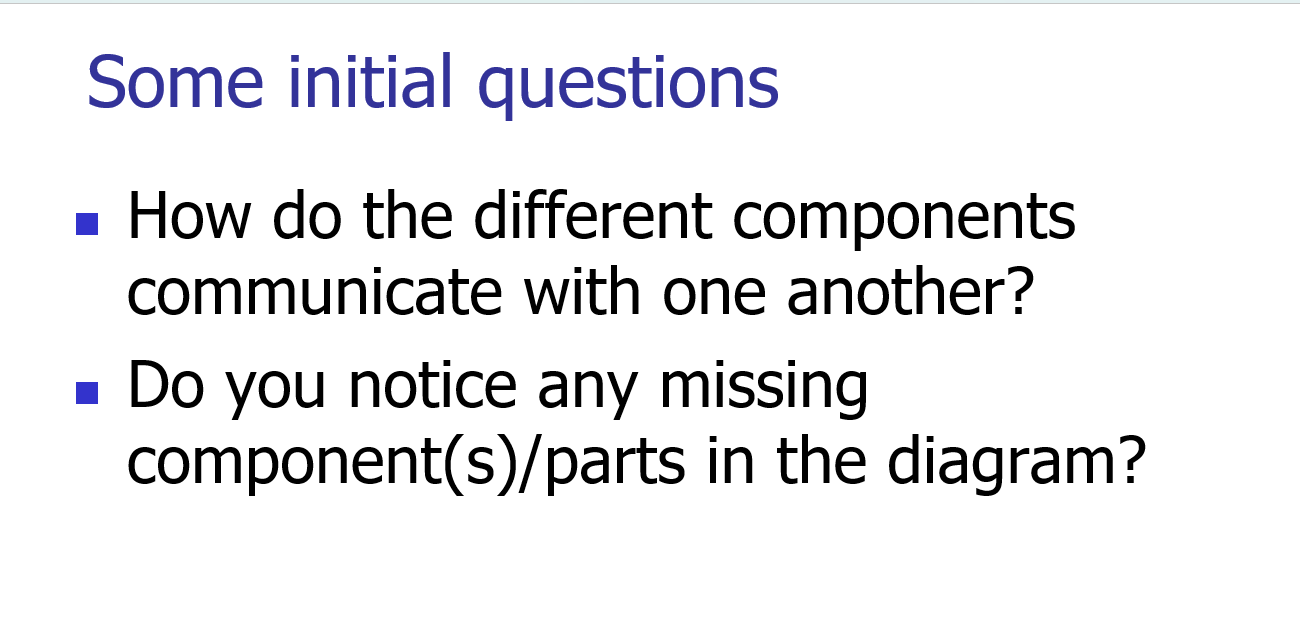 Some initial questions
How do the different components
communicate with one another?
Do you notice any missing
component(s)/parts in the diagram?